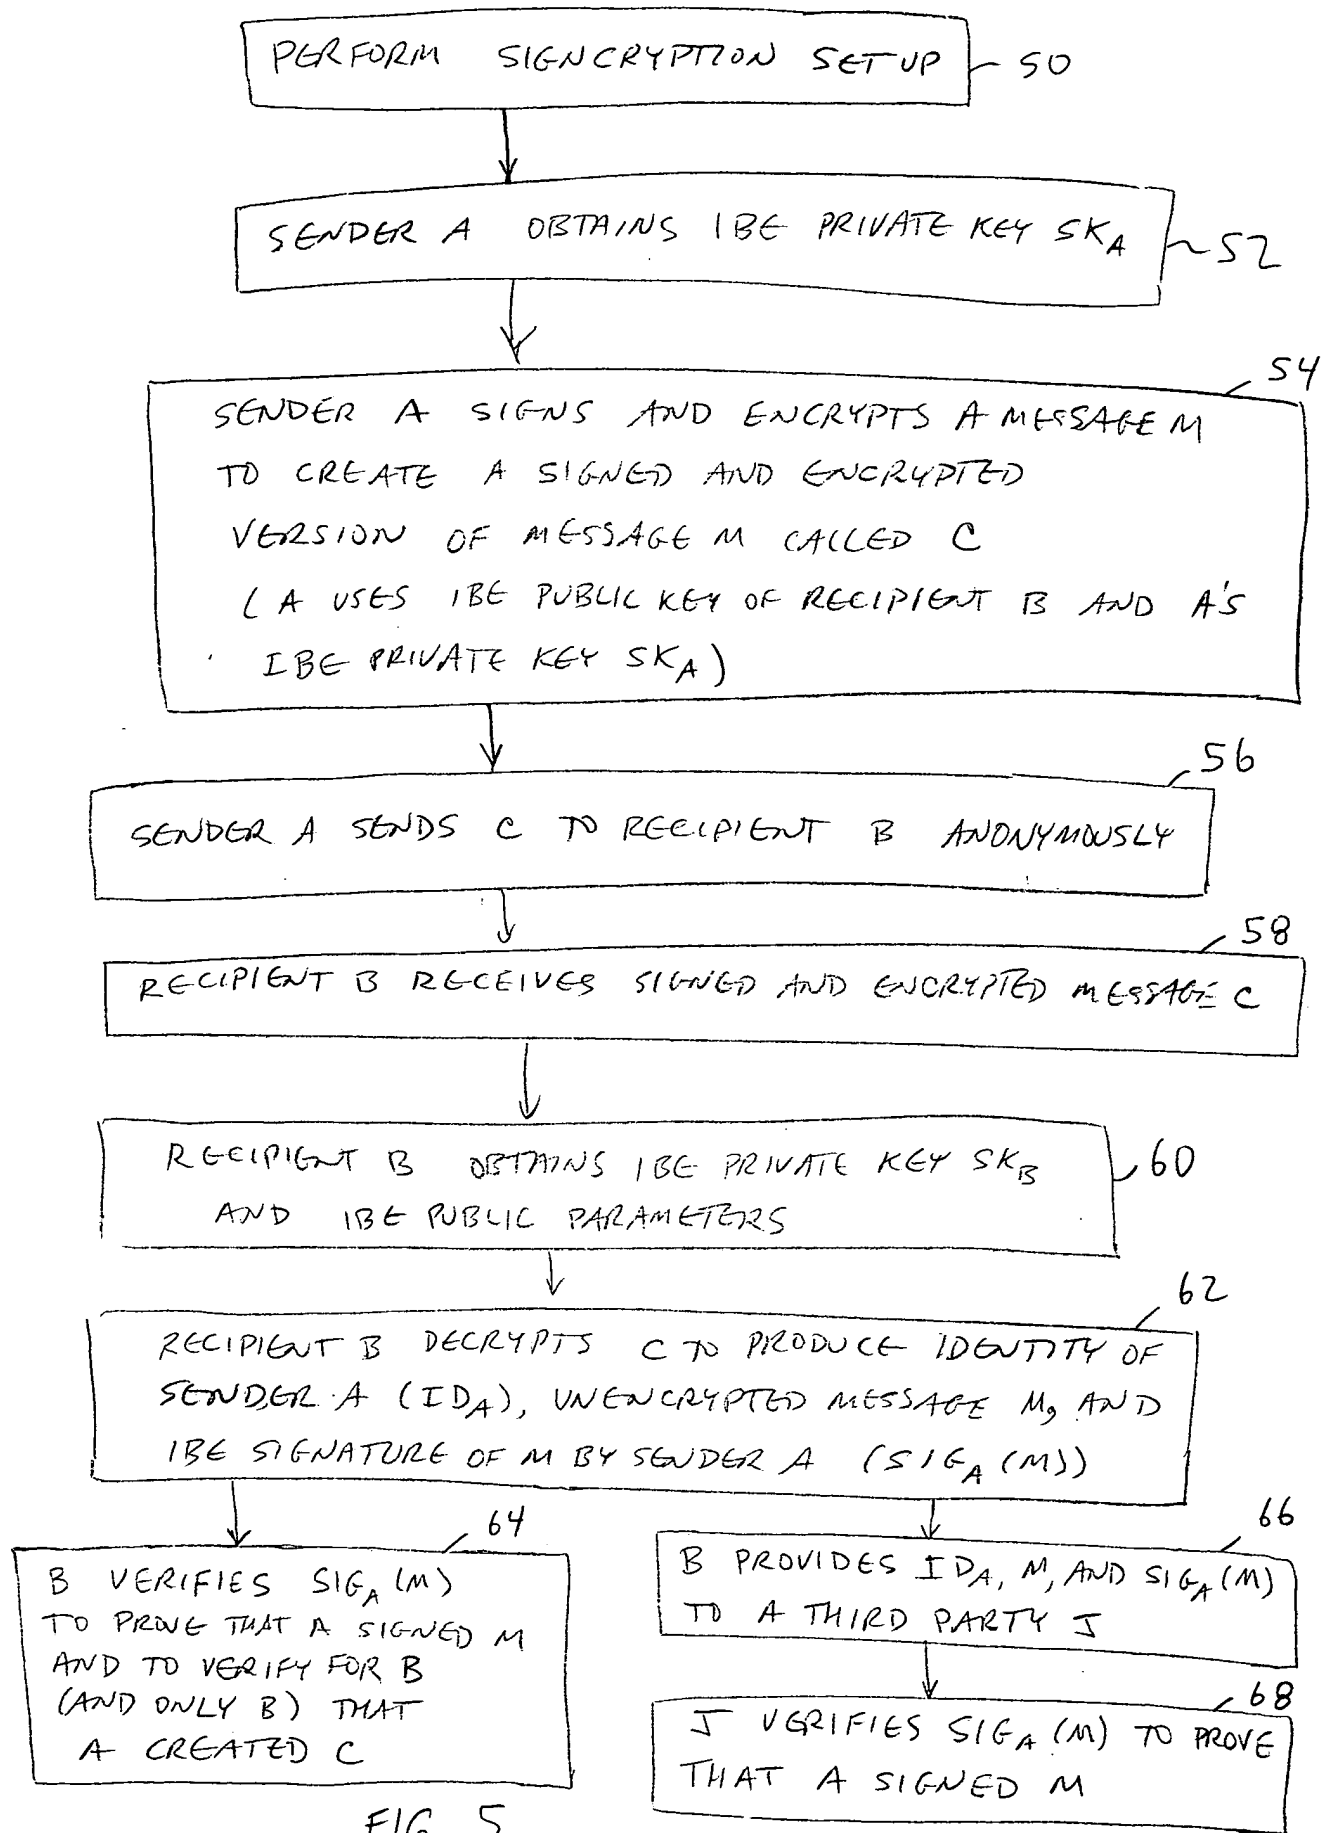 PERFORM SIGNCRYPTION SETUP
50
SENDER A OBTAINS IBE PRIVATE KEY SKA
52
54
SENDER A SIGNS AND ENCRYPTS A MESSAGE M
TO CREATE A SIGNED AND ENCRYPTED
VERSION OF MESSAGE M CALLED C
(A USES IBE PUBLIC KEY OF RECIPIENT B AND A'S
IBE PRIVATE KEY SKA)
56
SENDER A SENDS C TO RECIPIENT B ANONYMOUSLY
58
RECIPIENT B RECEIVES SIGNED AND ENCRYPTED MESSAGE C
RECIPIENT B OBTAINS IBE PRIVATE KEY SKB
AND IBE PUBLIC PARAMETERS
60
62
RECIPIENT B DECRYPTS C TO PRODUCE IDENTITY OF
SENDER A (IDA), UNENCRYPTED MESSAGE M, AND
IBE SIGNATURE OF M BY SENDER A (SIGA (M))
64
B VERIFIES SIGA (M)
TO PROVE THAT A SIGNED M
AND TO VERIFY FOR B
(AND ONLY B) THAT
A CREATED C
66
B PROVIDES IDA, M, AND SIGA (M)
TO A THIRD PARTY J
68
J VERIFIES SIGA (M) TO PROVE
THAT A SIGNED M
FIG. 5